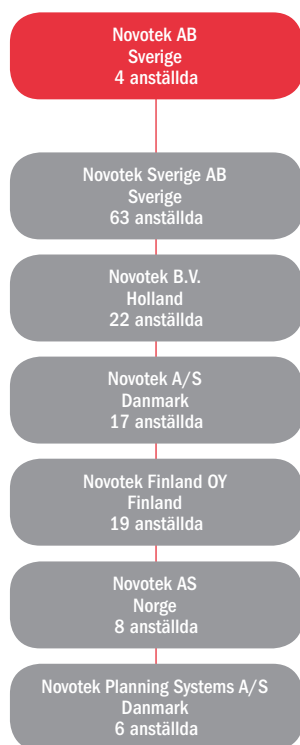 Novotek AB
Sverige
4 anställda
Novotek Sverige AB
Sverige
63 anställda
Novotek B.V.
Holland
22 anställda
Novotek A/S
Danmark
17 anställda
Novotek Finland OY
Finland
19 anställda
Novotek AS
Norge
8 anställda
Novotek Planning Systems A/S
Danmark
6 anställda